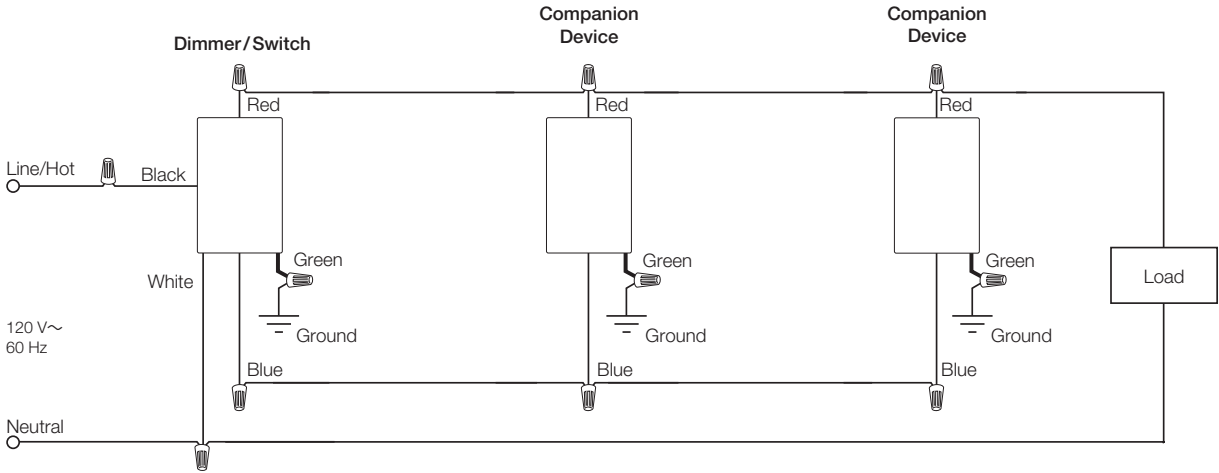 Companion
Device
Companion
Device
Dimmer/Switch
Red
Red
Red
Line/Hot
Black
Green
Green
Green
White
Load
120 V~
60 Hz
Ground
Ground
Ground
Blue
Blue
Blue
Neutral